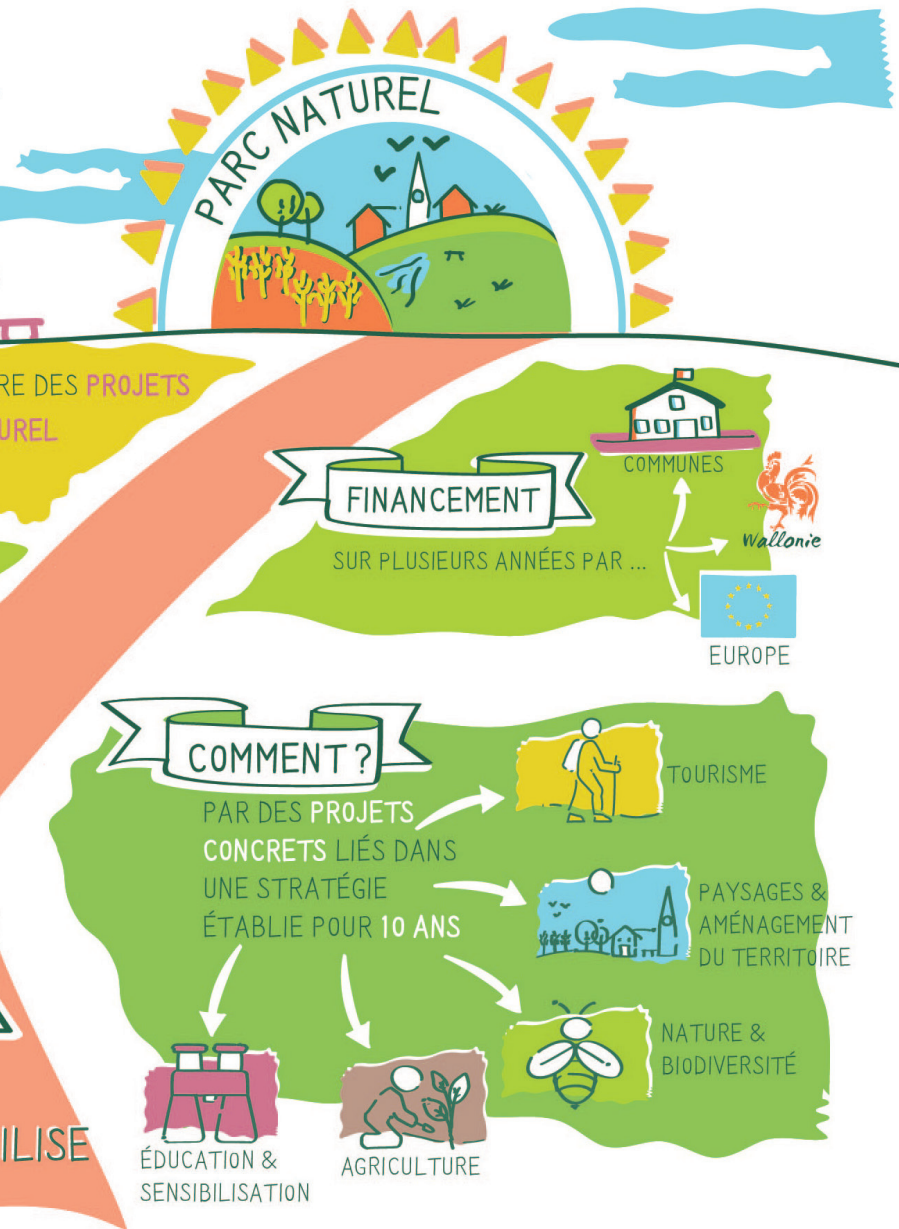 PARC NATUREL
RE DES PROJETS
UREL
FINANCEMENT
SUR PLUSIEURS ANNÉES PAR ...
COMMUNES
Wallonie
EUROPE
COMMENT ?
PAR DES PROJETS
CONCRETS LIÉS DANS
UNE STRATÉGIE
ÉTABLIE POUR 10 ANS
TOURISME
PAYSAGES &
AMÉNAGEMENT
DU TERRITOIRE
NATURE &
BIODIVERSITÉ
AGRICULTURE
ÉDUCATION &
SENSIBILISATION
ILISE